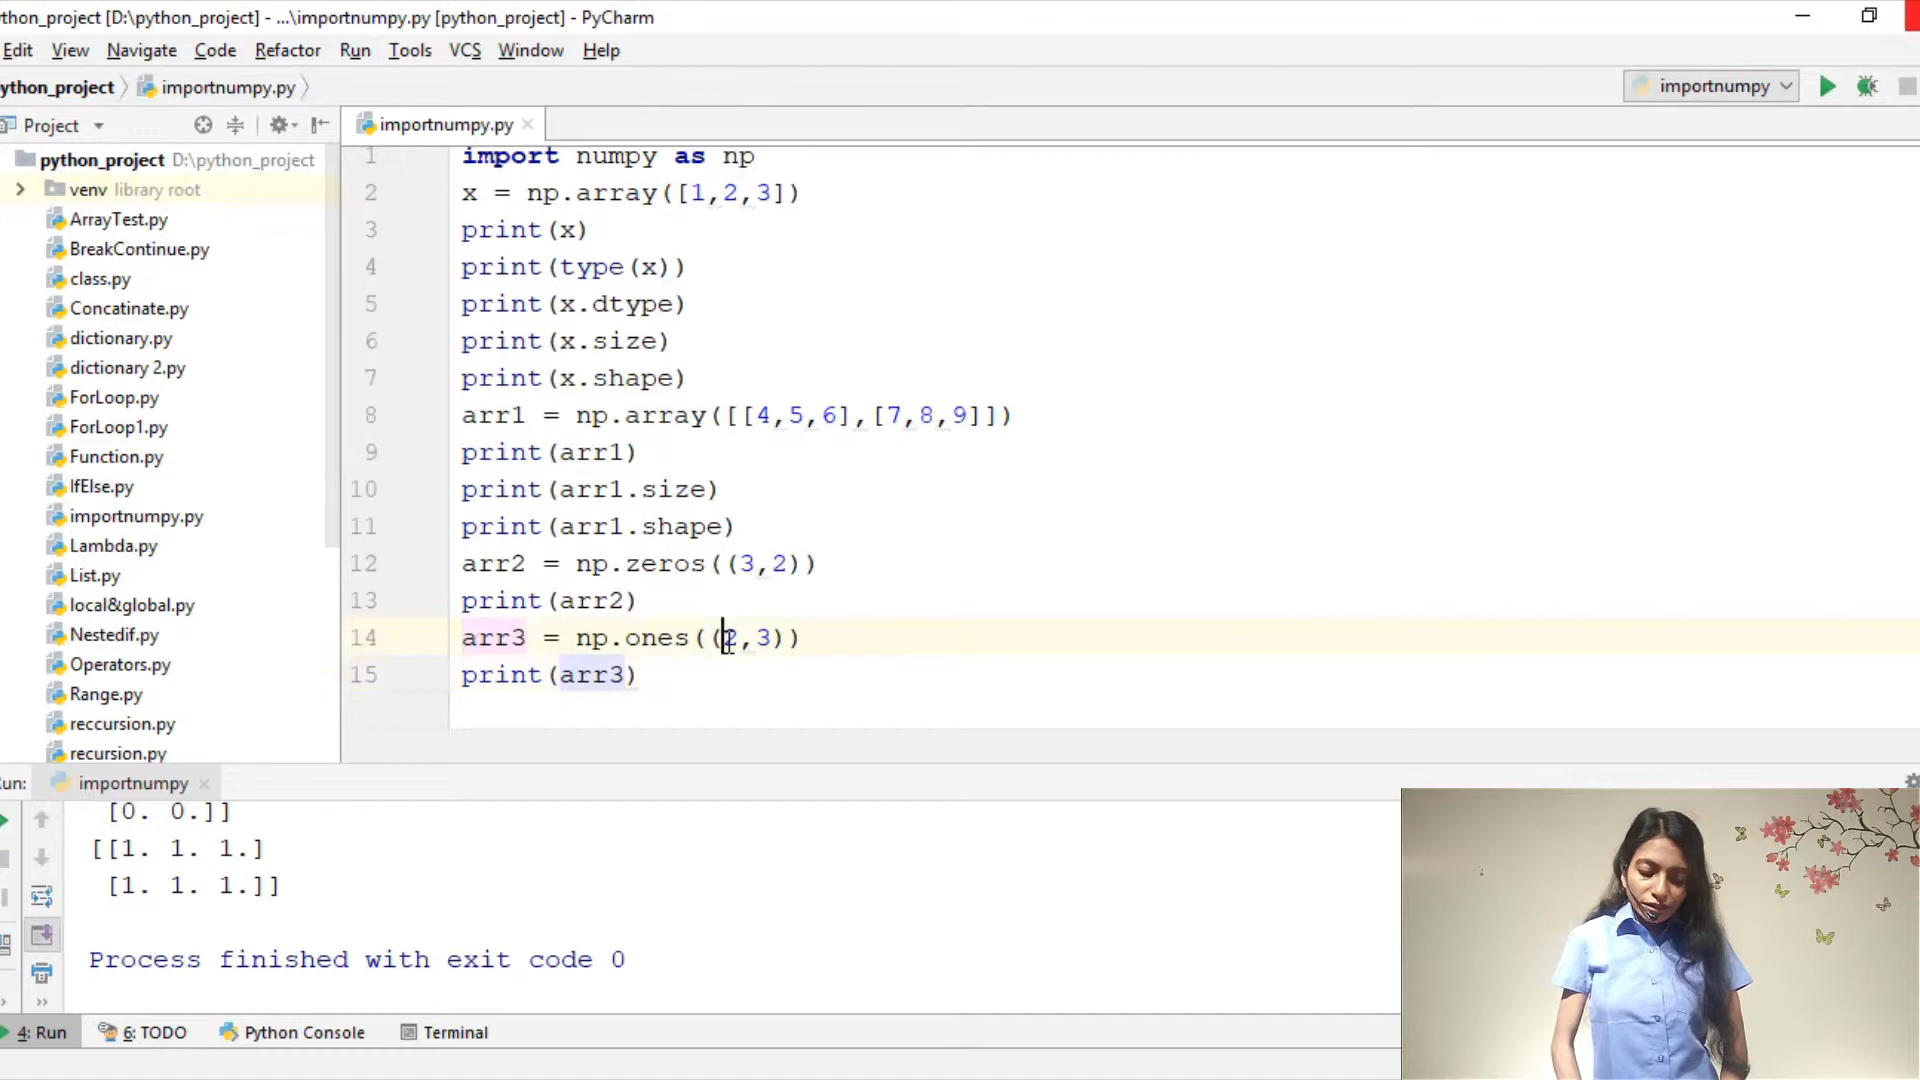 thon_project [D:\python_project] - ...\importnumpy.py [python_project] - PyCharm
Edit View Navigate Code Refactor Run Tools VCS Window Help
ython_project importnumpy.py importnumpy
Project importnumpy.py
python_project D:\python_project
venv library root
ArrayTest.py
BreakContinue.py
class.py
Concatinate.py
dictionary.py
dictionary 2.py
ForLoop.py
ForLoop1.py
Function.py
IfElse.py
importnumpy.py
Lambda.py
List.py
local&global.py
Nestedif.py
Operators.py
Range.py
reccursion.py
recursion.py
1 import numpy as np
2 x = np.array([1,2,3])
3 print(x)
4 print(type(x))
5 print(x.dtype)
6 print(x.size)
7 print(x.shape)
8 arr1 = np.array([[4,5,6],[7,8,9]])
9 print(arr1)
10 print(arr1.size)
11 print(arr1.shape)
12 arr2 = np.zeros((3,2))
13 print(arr2)
14 arr3 = np.ones((2,3))
15 print(arr3)
un: importnumpy
[0. 0.]]
[[1. 1. 1.]
[1. 1. 1.]]
Process finished with exit code 0
4: Run 6: TODO Python Console Terminal